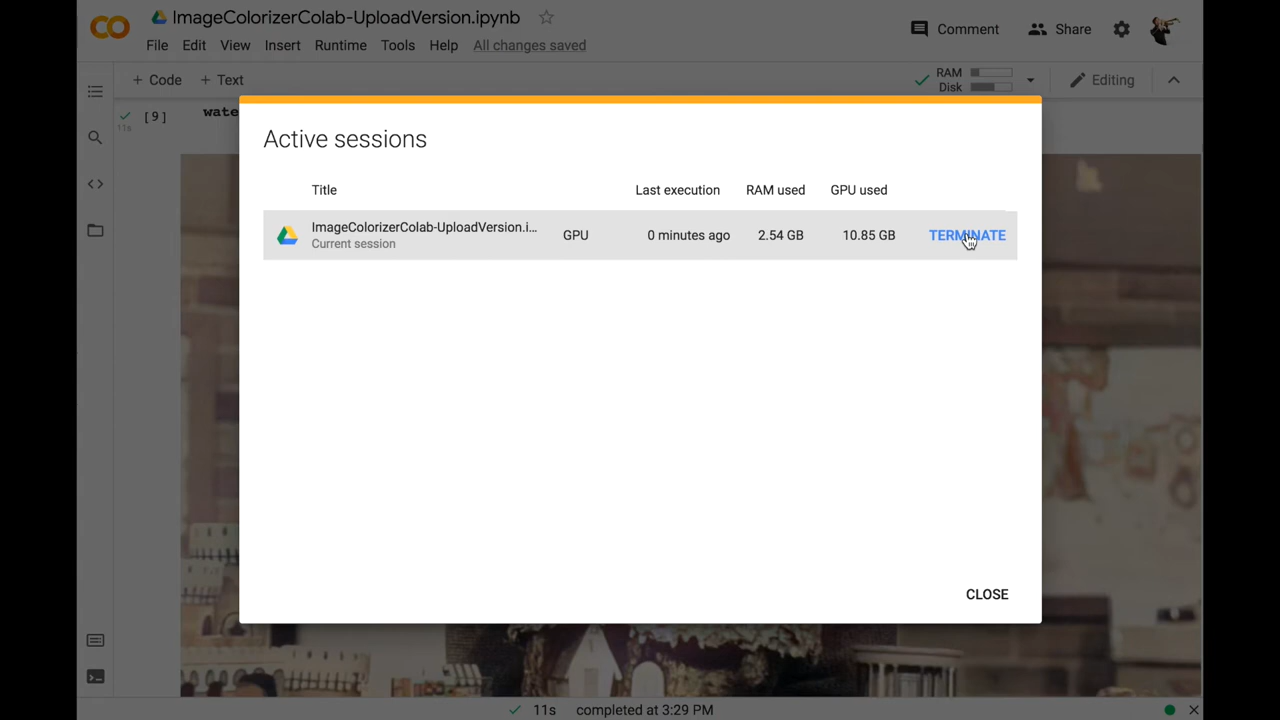 CO ImageColorizerColab-UploadVersion.ipynb
File Edit View Insert Runtime Tools Help All changes saved
Comment Share
+ Code + Text
RAM
Disk
Editing
[9]
11s
wate
Active sessions
Title Last execution RAM used GPU used
ImageColorizerColab-UploadVersion.i...
Current session
GPU 0 minutes ago 2.54 GB 10.85 GB TERMINATE
CLOSE
11s completed at 3:29 PM